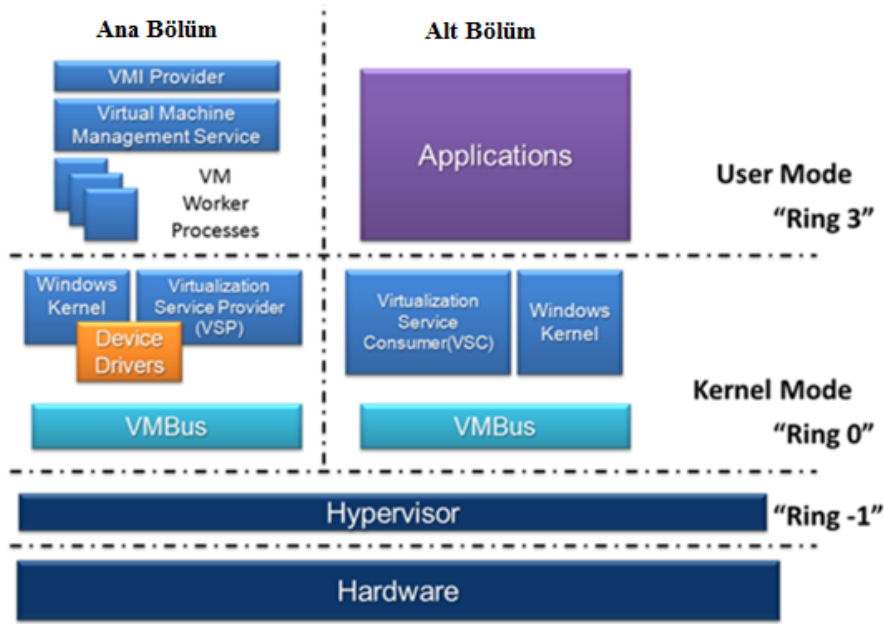 Ana Bölüm
Alt Bölüm
VMI Provider
Virtual Machine
Management Service
VM
Worker
Processes
Applications
User Mode
“Ring 3”
Windows
Kernel
Virtualization
Service Provider
(VSP)
Device
Drivers
Virtualization
Service
Consumer(VSC)
Windows
Kernel
VMBus
VMBus
Kernel Mode
“Ring 0”
Hypervisor
“Ring -1”
Hardware